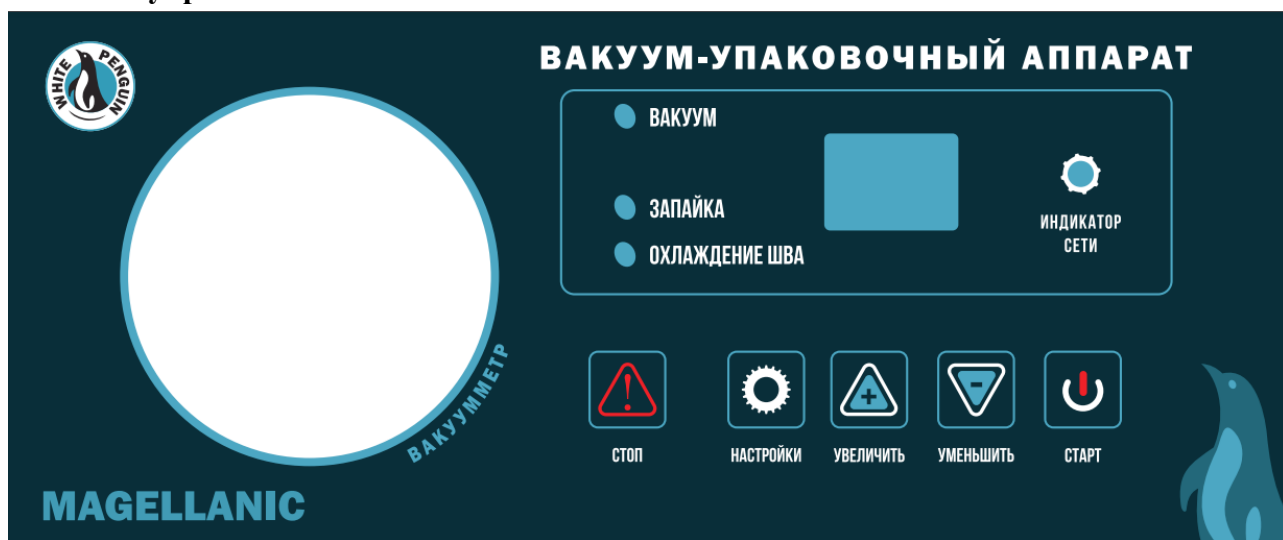 WHITE PENGUIN
ВАКУУМ-УПАКОВОЧНЫЙ АППАРАТ
ВАКУУМ
ЗАПАЙКА
ОХЛАЖДЕНИЕ ШВА
ИНДИКАТОР
СЕТИ
ВАКУУММЕТР
+
-
СТОП
НАСТРОЙКИ
УВЕЛИЧИТЬ
УМЕНЬШИТЬ
СТАРТ
MAGELLANIC